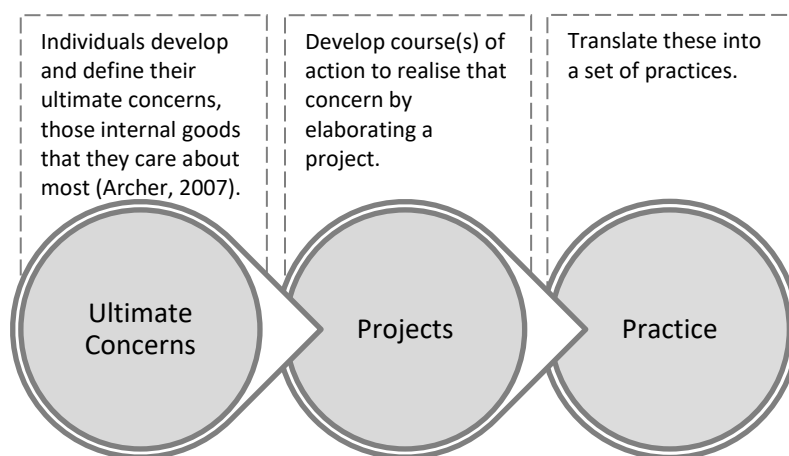 Individuals develop
and define their
ultimate concerns,
those internal goods
that they care about
most (Archer, 2007).
Develop course(s) of
action to realise that
concern by
elaborating a
project.
Translate these into
a set of practices.
Ultimate
Concerns
Projects
Practice